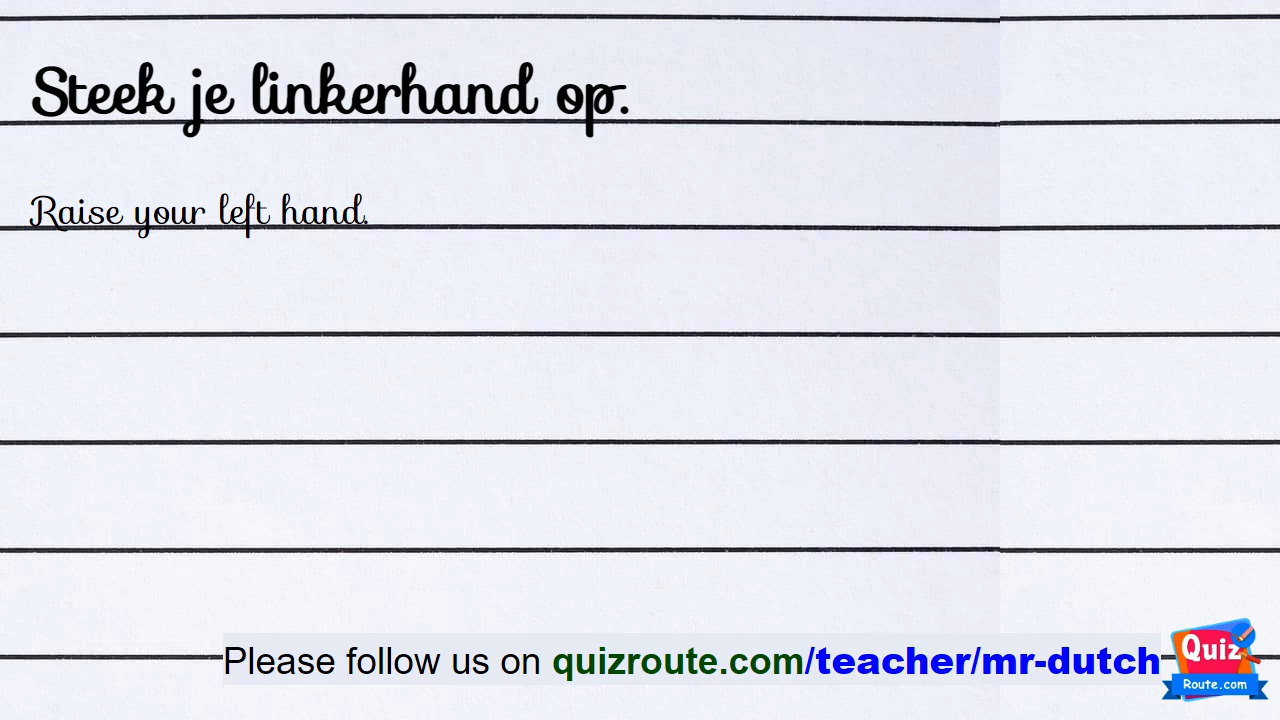 Steek je linkerhand op.
Raise your left hand.
Please follow us on quizroute.com/teacher/mr-dutch
Quiz
Route.com